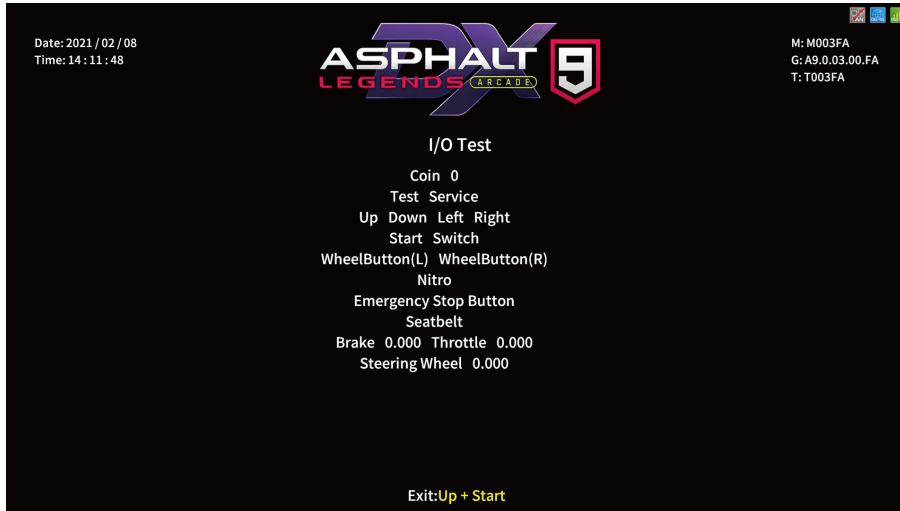 Date: 2021 / 02 / 08
Time: 14 : 11 : 48
ASPHALT 9
LEGENDS ARCADE DX
M: M003FA
G: A9.0.03.00.FA
T: T003FA
I/O Test
Coin 0
Test Service
Up Down Left Right
Start Switch
WheelButton(L) WheelButton(R)
Nitro
Emergency Stop Button
Seatbelt
Brake 0.000 Throttle 0.000
Steering Wheel 0.000
Exit:Up + Start